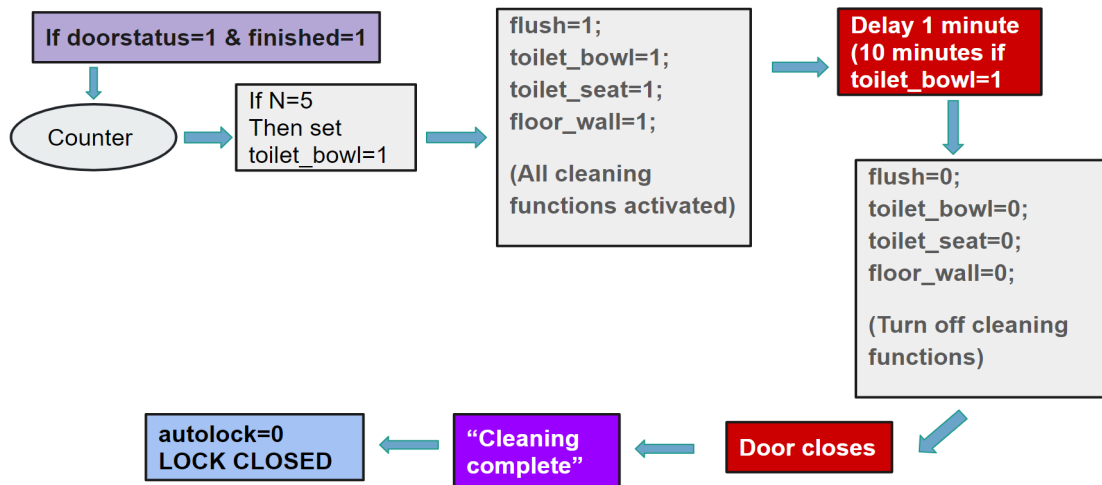 If doorstatus=1 & finished=1
Counter
If N=5
Then set
toilet_bowl=1
flush=1;
toilet_bowl=1;
toilet_seat=1;
floor_wall=1;
(All cleaning
functions activated)
Delay 1 minute
(10 minutes if
toilet_bowl=1
flush=0;
toilet_bowl=0;
toilet_seat=0;
floor_wall=0;
(Turn off cleaning
functions)
Door closes
“Cleaning
complete”
autolock=0
LOCK CLOSED